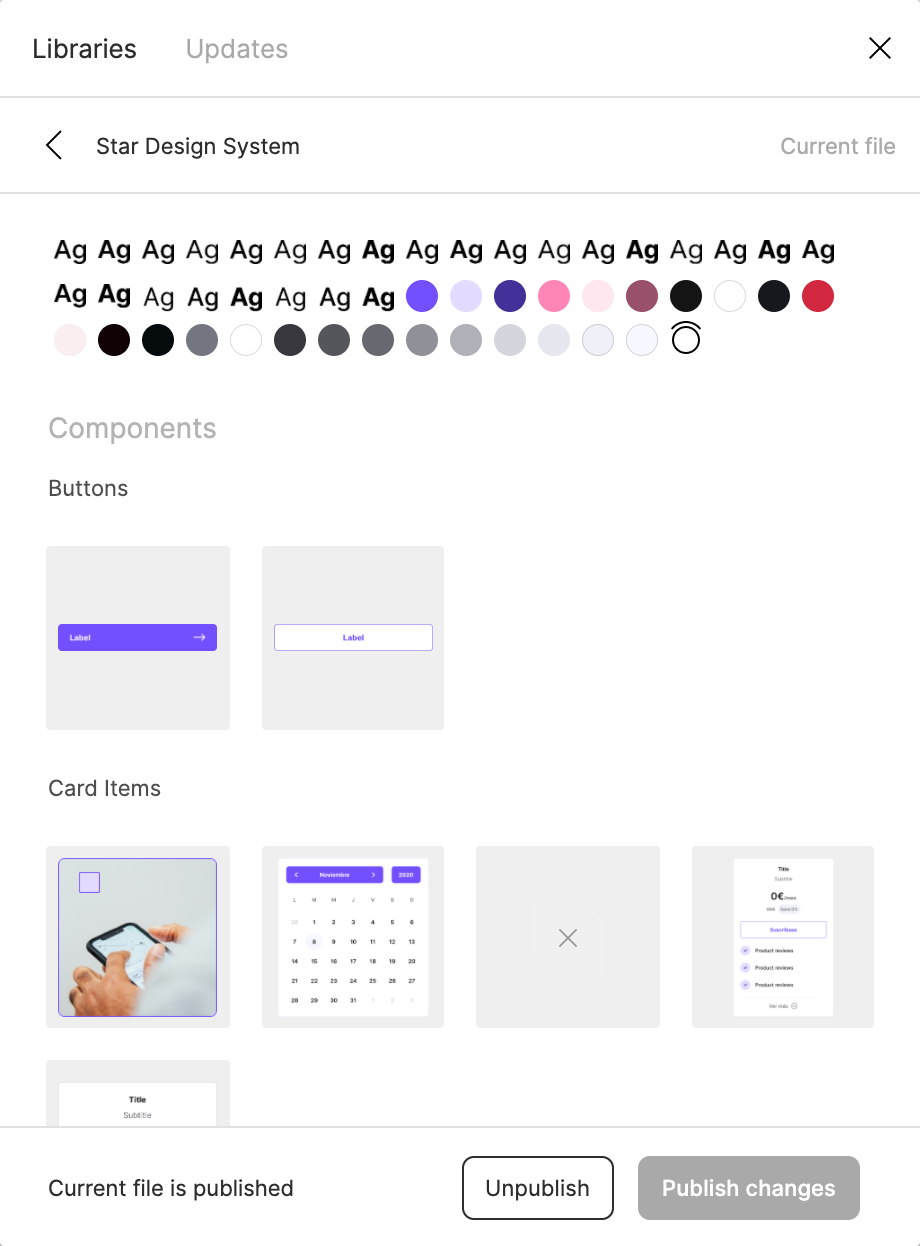 Libraries Updates
Star Design System Current file
Ag Ag Ag Ag Ag Ag Ag Ag Ag Ag Ag Ag Ag Ag Ag Ag Ag Ag
Ag Ag Ag Ag Ag Ag Ag Ag
Components
Buttons
Label Label
Card Items
Noviembre 2020
L M M J V S D
30 1 2 3 4 5 6
7 8 9 10 11 12 13
14 15 16 17 18 19 20
21 22 23 24 25 26 27
28 29 30 31 1 2 3
Title
Subtitle
0€/mes
Suscríbase
Product reviews
Product reviews
Product reviews
Ver más
Title
Subtitle
Current file is published Unpublish Publish changes